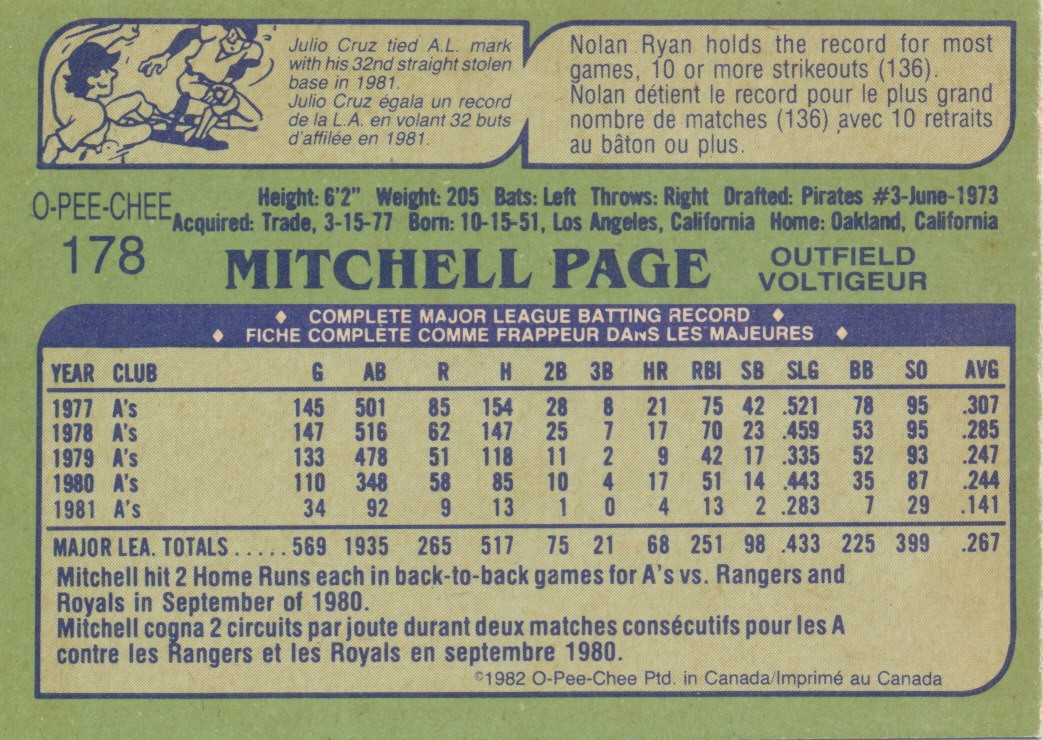 Julio Cruz tied A.L. mark
with his 32nd straight stolen
base in 1981.
Julio Cruz égala un record
de la L.A. en volant 32 buts
d'affilée en 1981.
Nolan Ryan holds the record for most
games, 10 or more strikeouts (136).
Nolan détient le record pour le plus grand
nombre de matches (136) avec 10 retraits
au bâton ou plus.
O-PEE-CHEE
178
Height: 6'2" Weight: 205 Bats: Left Throws: Right Drafted: Pirates #3-June-1973
Acquired: Trade, 3-15-77 Born: 10-15-51, Los Angeles, California Home: Oakland, California
MITCHELL PAGE
OUTFIELD
VOLTIGEUR
♦ COMPLETE MAJOR LEAGUE BATTING RECORD ♦
♦ FICHE COMPLÈTE COMME FRAPPEUR DANS LES MAJEURES ♦
YEAR CLUB G AB R H 2B 3B HR RBI SB SLG BB SO AVG
1977 A's 145 501 85 154 28 8 21 75 42 .521 78 95 .307
1978 A's 147 516 62 147 25 7 17 70 23 .459 53 95 .285
1979 A's 133 478 51 118 11 2 9 42 17 .335 52 93 .247
1980 A's 110 348 58 85 10 4 17 51 14 .443 35 87 .244
1981 A's 34 92 9 13 1 0 4 13 2 .283 7 29 .141
MAJOR LEA. TOTALS.....569 1935 265 517 75 21 68 251 98 .433 225 399 .267
Mitchell hit 2 Home Runs each in back-to-back games for A's vs. Rangers and
Royals in September of 1980.
Mitchell cogna 2 circuits par joute durant deux matches consécutifs pour les A
contre les Rangers et les Royals en septembre 1980.
©1982 O-Pee-Chee Ptd. in Canada/Imprimé au Canada